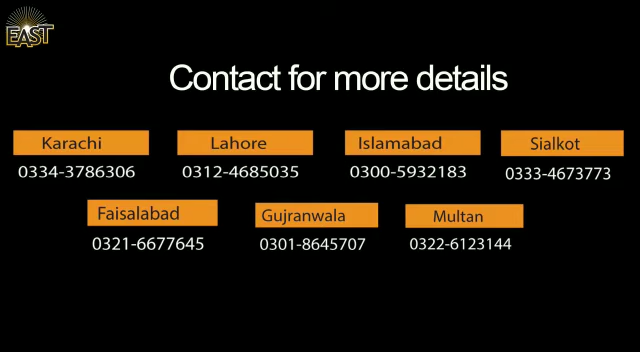 EAST
Contact for more details
Karachi Lahore Islamabad Sialkot
0334-3786306 0312-4685035 0300-5932183 0333-4673773
Faisalabad Gujranwala Multan
0321-6677645 0301-8645707 0322-6123144